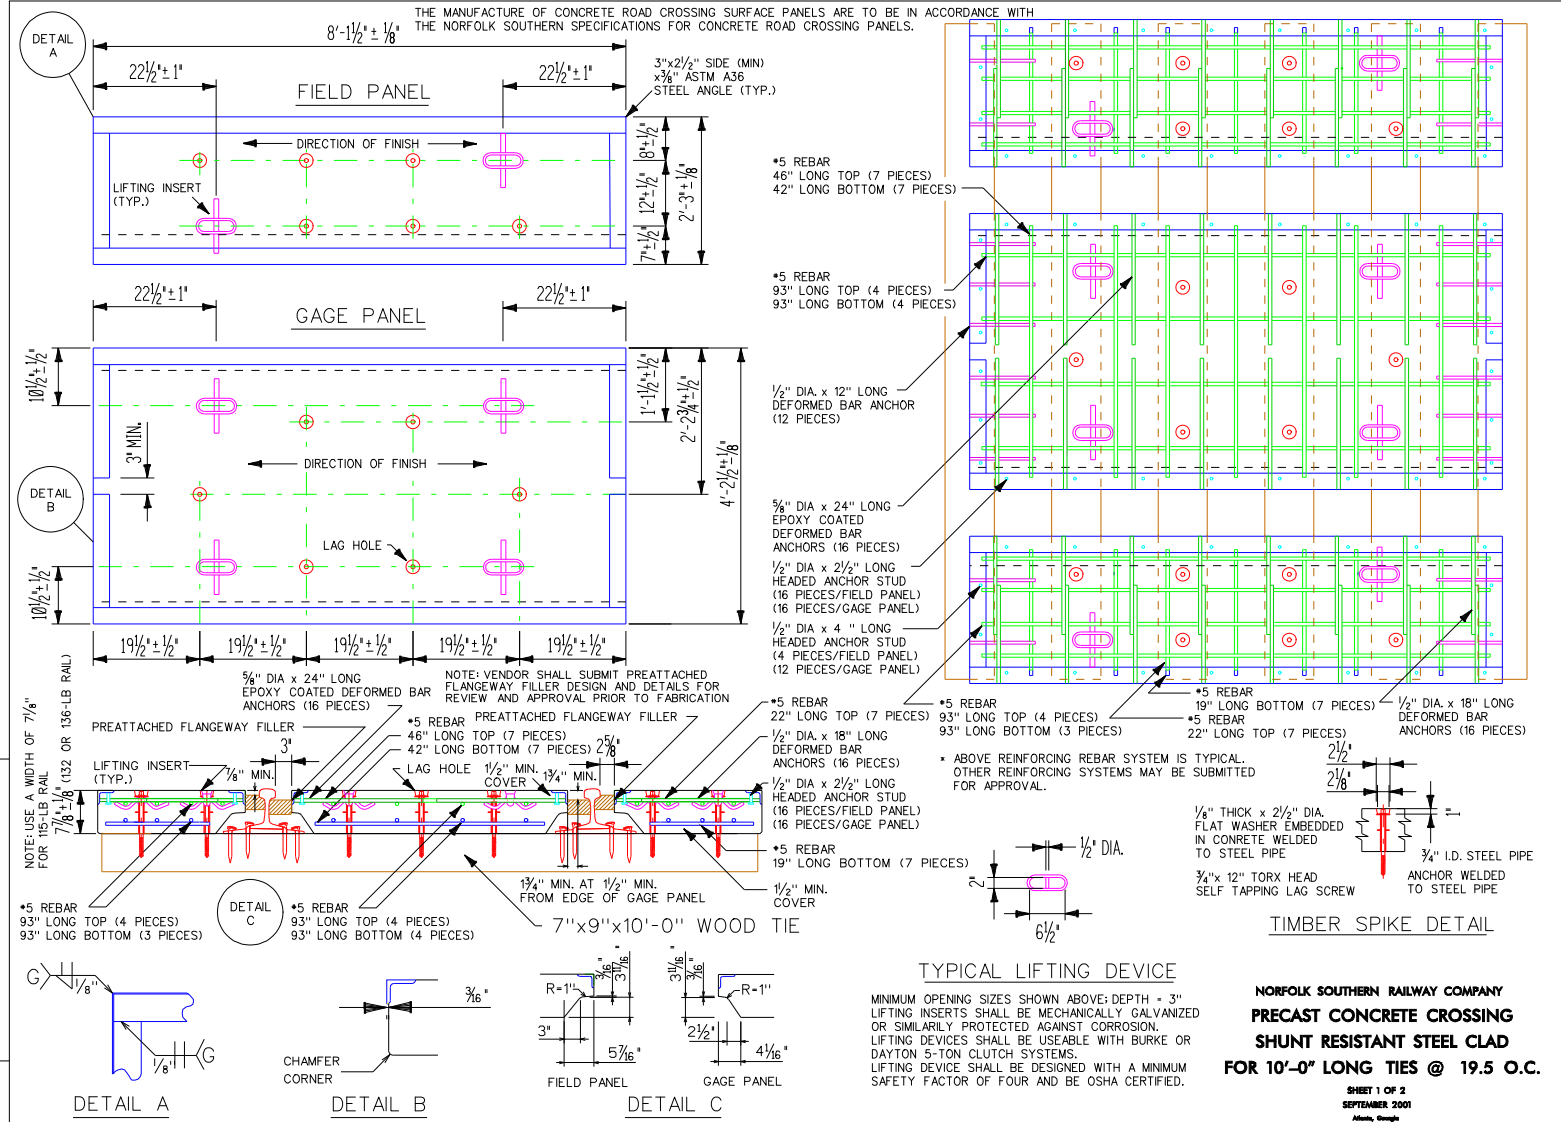 THE MANUFACTURE OF CONCRETE ROAD CROSSING SURFACE PANELS ARE TO BE IN ACCORDANCE WITH
THE NORFOLK SOUTHERN SPECIFICATIONS FOR CONCRETE ROAD CROSSING PANELS.
DETAIL
A
8'-1½" ± ⅛"
22½"± 1"
22½"± 1"
FIELD PANEL
3"x2½" SIDE (MIN)
x⅜" ASTM A36
STEEL ANGLE (TYP.)
DIRECTION OF FINISH
LIFTING INSERT
(TYP.)
8"±½"
12"±½"
7"±½"
2'-3"±⅛"
22½"± 1"
22½"± 1"
GAGE PANEL
10½"±½"
3" MIN.
10½"±½"
DIRECTION OF FINISH
DETAIL
B
LAG HOLE
1'-1½"±½"
2'-2¾"±½"
4'-2½"±⅛"
19½"±½"
19½"±½"
19½"±½"
19½"±½"
19½"±½"
*5 REBAR
46" LONG TOP (7 PIECES)
42" LONG BOTTOM (7 PIECES)
*5 REBAR
93" LONG TOP (4 PIECES)
93" LONG BOTTOM (4 PIECES)
½" DIA. x 12" LONG
DEFORMED BAR ANCHOR
(12 PIECES)
⅝" DIA x 24" LONG
EPOXY COATED
DEFORMED BAR
ANCHORS (16 PIECES)
½" DIA x 2½" LONG
HEADED ANCHOR STUD
(16 PIECES/FIELD PANEL)
(16 PIECES/GAGE PANEL)
½" DIA x 4 " LONG
HEADED ANCHOR STUD
(4 PIECES/FIELD PANEL)
(12 PIECES/GAGE PANEL)
NOTE: USE A WIDTH OF 7⅛"
FOR 115-LB RAIL
7⅞"±⅛" (132 OR 136-LB RAIL)
⅝" DIA x 24" LONG
EPOXY COATED DEFORMED BAR
ANCHORS (16 PIECES)
NOTE: VENDOR SHALL SUBMIT PREATTACHED
FLANGEWAY FILLER DESIGN AND DETAILS FOR
REVIEW AND APPROVAL PRIOR TO FABRICATION
PREATTACHED FLANGEWAY FILLER
*5 REBAR
46" LONG TOP (7 PIECES)
42" LONG BOTTOM (7 PIECES)
PREATTACHED FLANGEWAY FILLER
LIFTING INSERT
(TYP.)
⅞" MIN.
3"
LAG HOLE
1½" MIN.
COVER
1¾" MIN.
2⅝"
*5 REBAR
22" LONG TOP (7 PIECES)
½" DIA. x 18" LONG
DEFORMED BAR
ANCHORS (16 PIECES)
½" DIA x 2½" LONG
HEADED ANCHOR STUD
(16 PIECES/FIELD PANEL)
(16 PIECES/GAGE PANEL)
*5 REBAR
19" LONG BOTTOM (7 PIECES)
1½" MIN.
COVER
1¾" MIN. AT 1½" MIN.
FROM EDGE OF GAGE PANEL
*5 REBAR
93" LONG TOP (4 PIECES)
93" LONG BOTTOM (3 PIECES)
DETAIL
C
*5 REBAR
93" LONG TOP (4 PIECES)
93" LONG BOTTOM (4 PIECES)
7"x9"x10'-0" WOOD TIE
*5 REBAR
93" LONG TOP (4 PIECES)
93" LONG BOTTOM (3 PIECES)
*5 REBAR
19" LONG BOTTOM (7 PIECES)
*5 REBAR
22" LONG TOP (7 PIECES)
½" DIA. x 18" LONG
DEFORMED BAR
ANCHORS (16 PIECES)
* ABOVE REINFORCING REBAR SYSTEM IS TYPICAL.
OTHER REINFORCING SYSTEMS MAY BE SUBMITTED
FOR APPROVAL.
2½"
2⅛"
1"
⅛" THICK x 2½" DIA.
FLAT WASHER EMBEDDED
IN CONRETE WELDED
TO STEEL PIPE
¾"x 12" TORX HEAD
SELF TAPPING LAG SCREW
¾" I.D. STEEL PIPE
ANCHOR WELDED
TO STEEL PIPE
TIMBER SPIKE DETAIL
½" DIA.
2"
6½"
TYPICAL LIFTING DEVICE
MINIMUM OPENING SIZES SHOWN ABOVE; DEPTH = 3"
LIFTING INSERTS SHALL BE MECHANICALLY GALVANIZED
OR SIMILARILY PROTECTED AGAINST CORROSION.
LIFTING DEVICES SHALL BE USEABLE WITH BURKE OR
DAYTON 5-TON CLUTCH SYSTEMS.
LIFTING DEVICE SHALL BE DESIGNED WITH A MINIMUM
SAFETY FACTOR OF FOUR AND BE OSHA CERTIFIED.
G
⅛"
⅛"
G
DETAIL A
3/16"
CHAMFER
CORNER
DETAIL B
R=1"
3/16"
3 11/16"
3"
5 7/16"
FIELD PANEL
3 11/16"
3/16"
R=1"
2½"
4 1/16"
GAGE PANEL
DETAIL C
NORFOLK SOUTHERN RAILWAY COMPANY
PRECAST CONCRETE CROSSING
SHUNT RESISTANT STEEL CLAD
FOR 10'-0" LONG TIES @ 19.5 O.C.
SHEET 1 OF 2
SEPTEMBER 2001
Atlanta, Georgia